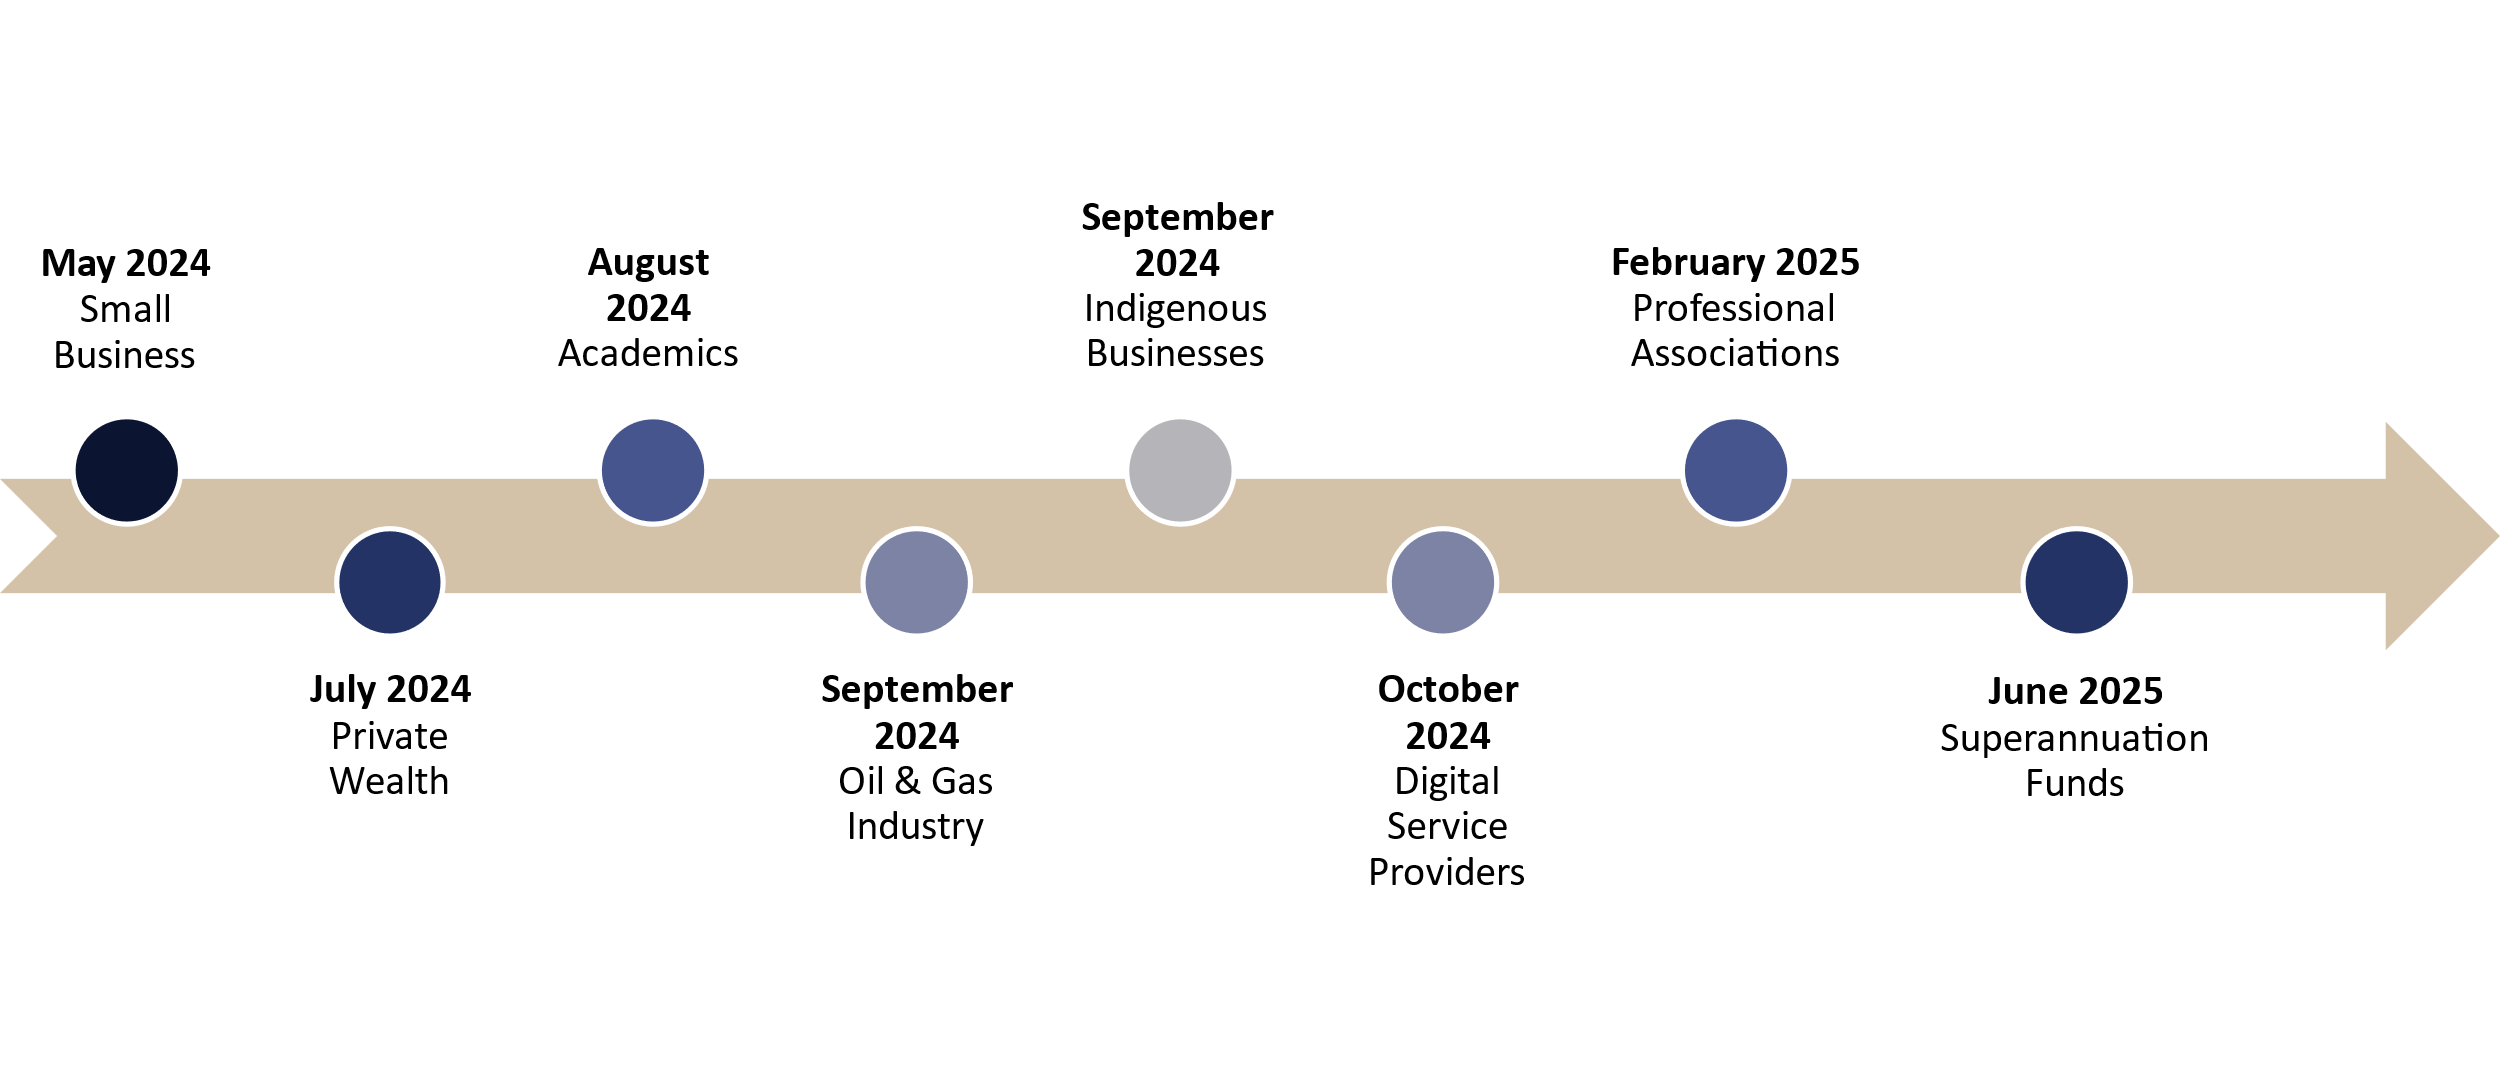 May 2024
Small
Business
July 2024
Private
Wealth
August
2024
Academics
September
2024
Oil & Gas
Industry
September
2024
Indigenous
Businesses
October
2024
Digital
Service
Providers
February 2025
Professional
Associations
June 2025
Superannuation
Funds